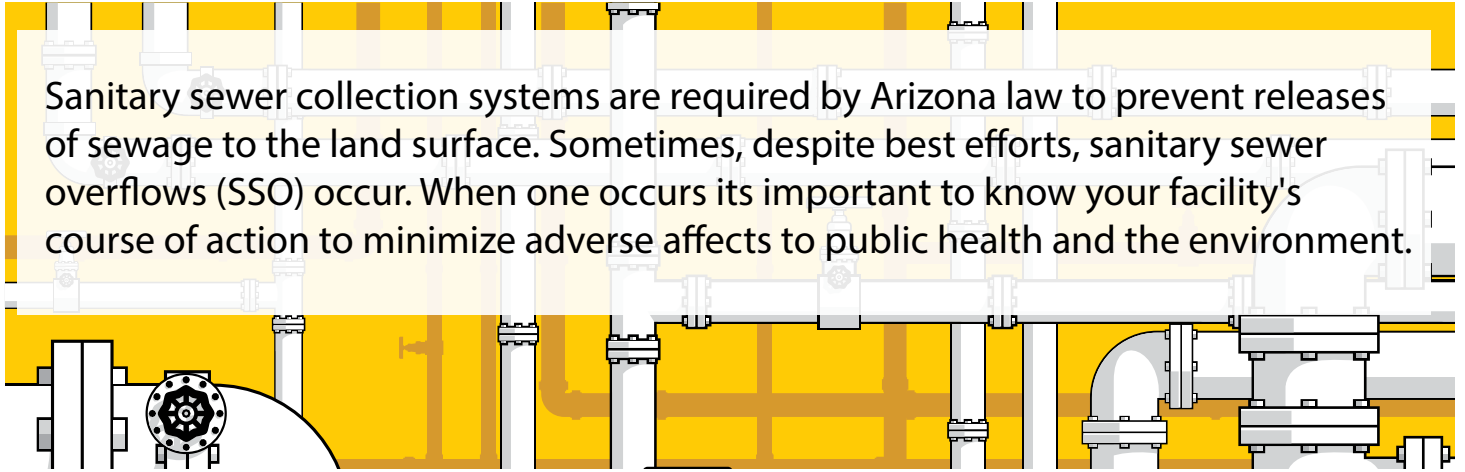 Sanitary sewer collection systems are required by Arizona law to prevent releases
of sewage to the land surface. Sometimes, despite best efforts, sanitary sewer
overflows (SSO) occur. When one occurs its important to know your facility's
course of action to minimize adverse affects to public health and the environment.